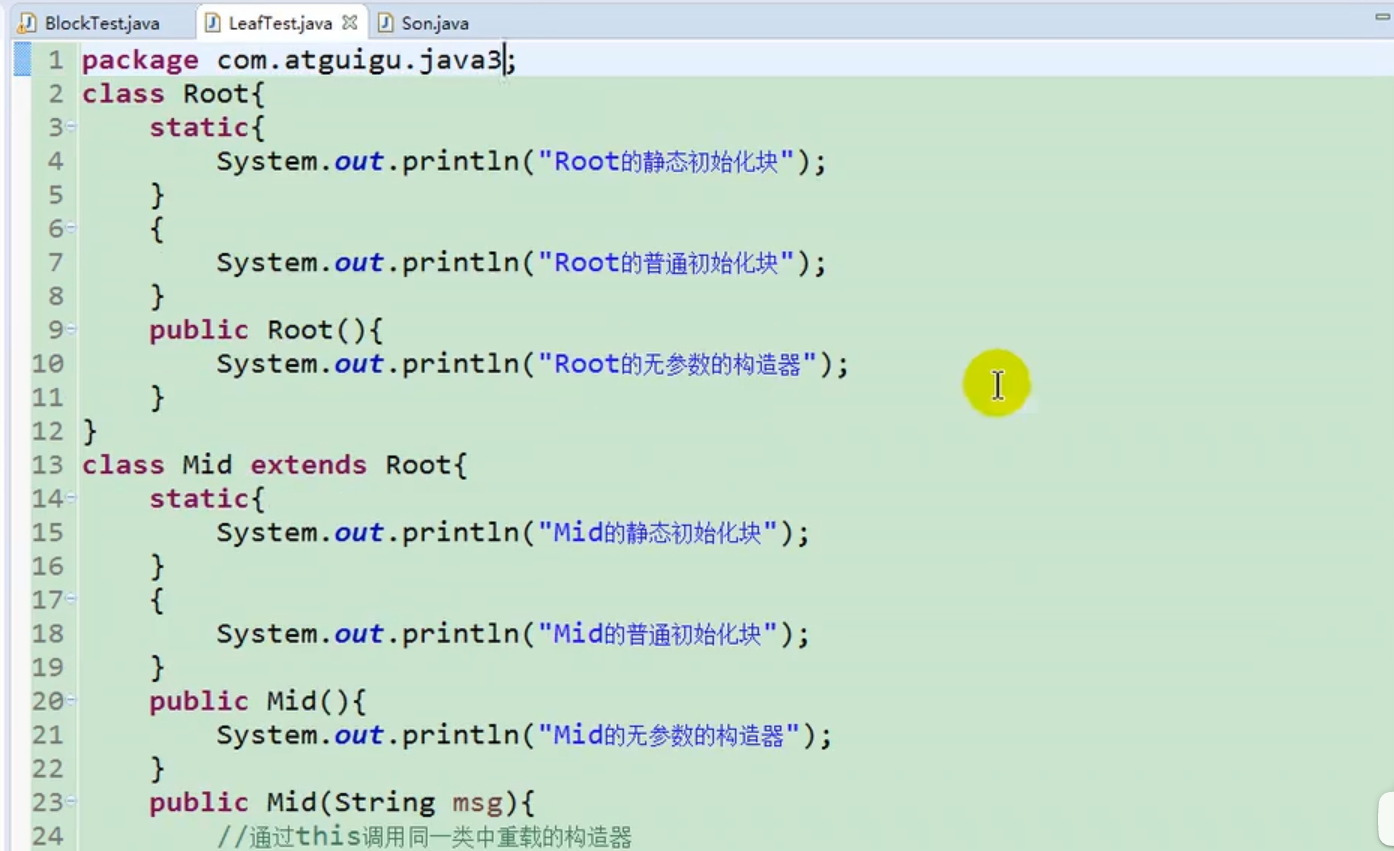 BlockTest.java LeafTest.java Son.java
1 package com.atguigu.java3;
2 class Root{
3 static{
4 System.out.println("Root的静态初始化块");
5 }
6 {
7 System.out.println("Root的普通初始化块");
8 }
9 public Root(){
10 System.out.println("Root的无参数的构造器");
11 }
12 }
13 class Mid extends Root{
14 static{
15 System.out.println("Mid的静态初始化块");
16 }
17 {
18 System.out.println("Mid的普通初始化块");
19 }
20 public Mid(){
21 System.out.println("Mid的无参数的构造器");
22 }
23 public Mid(String msg){
24 //通过this调用同一类中重载的构造器